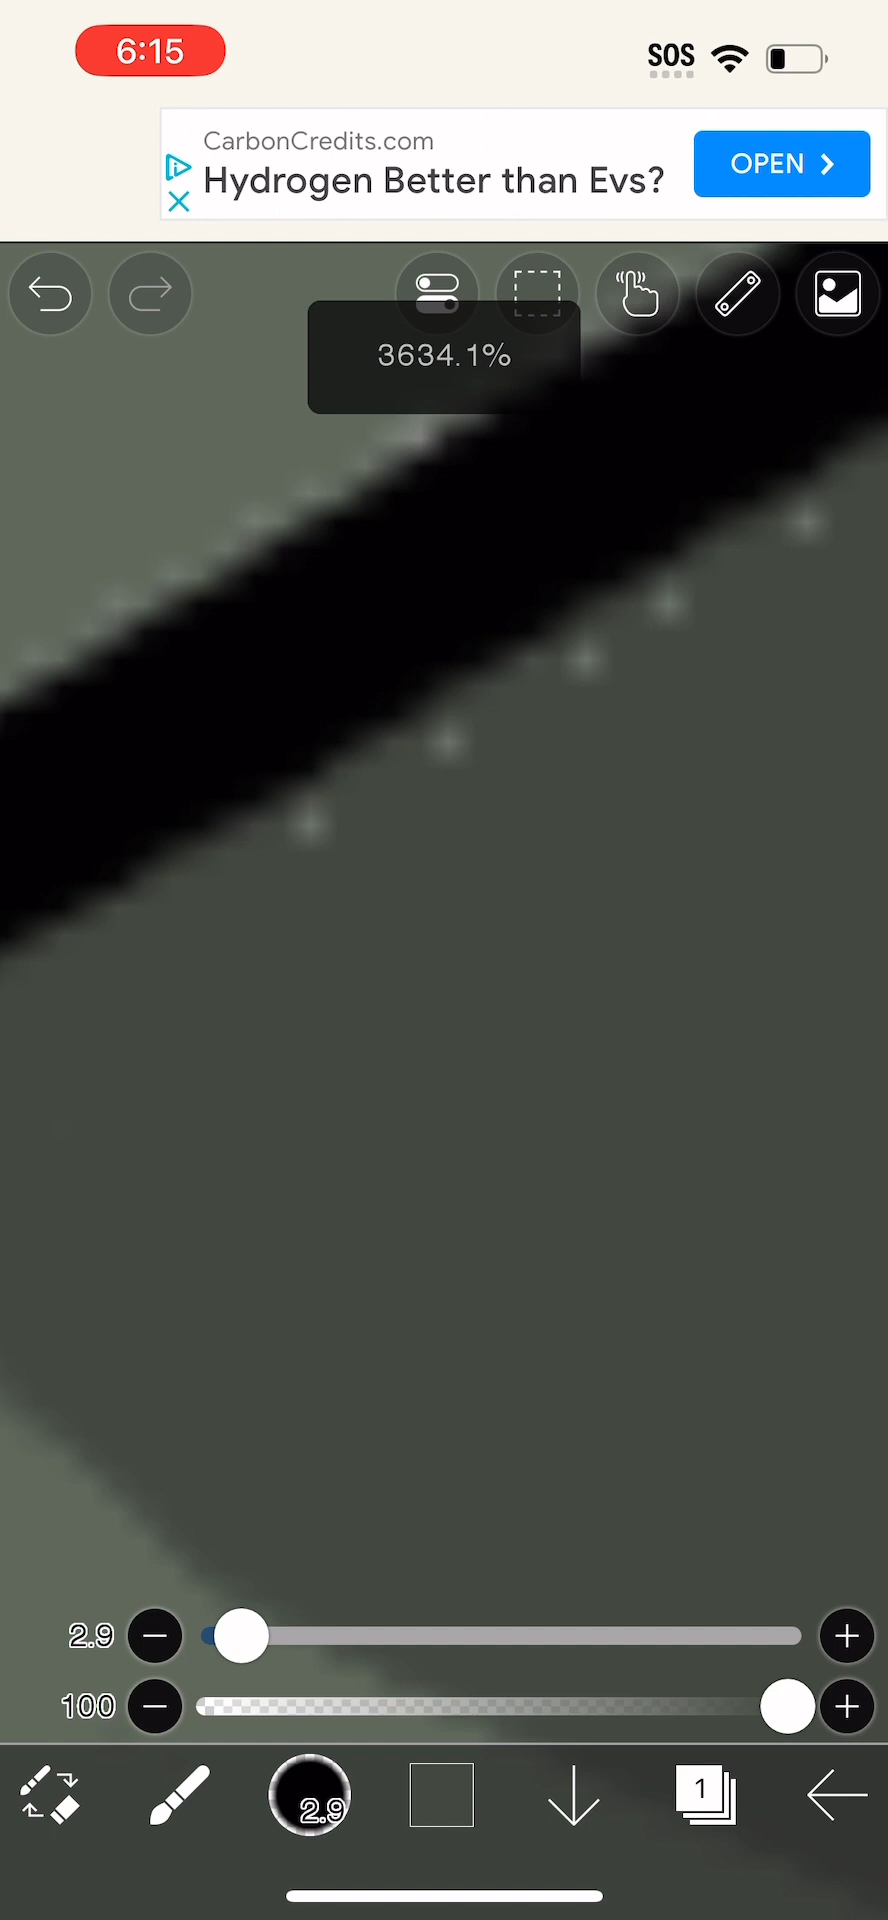 6:15
SOS
CarbonCredits.com
Hydrogen Better than Evs?
OPEN
3634.1%
2.9
100
2.9
1